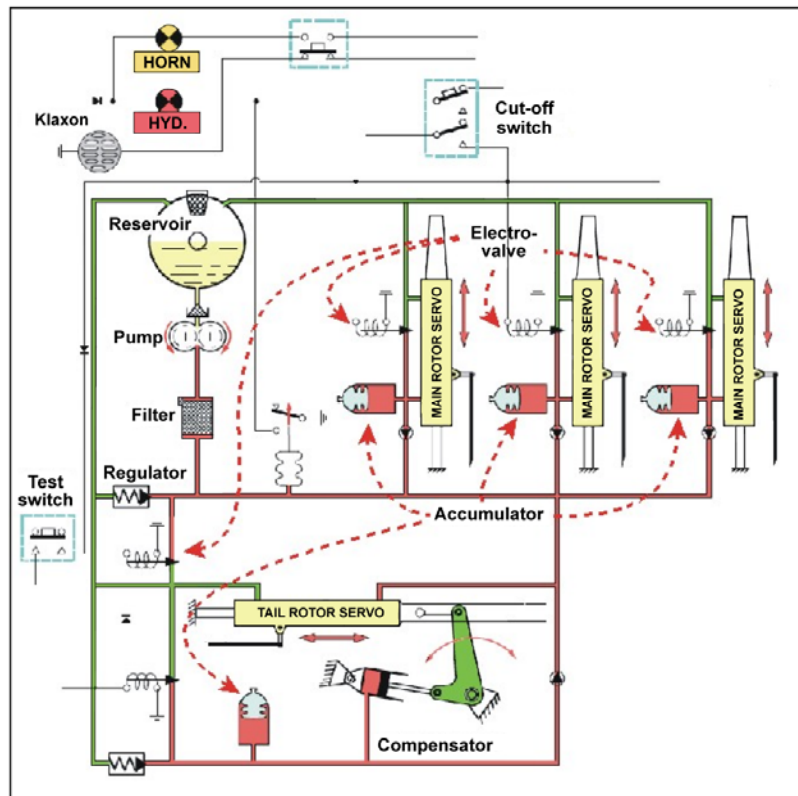 HORN
HYD.
Klaxon
Cut-off
switch
Reservoir
Electro-
valve
Pump
Filter
Regulator
Test
switch
MAIN ROTOR SERVO
MAIN ROTOR SERVO
MAIN ROTOR SERVO
Accumulator
TAIL ROTOR SERVO
Compensator